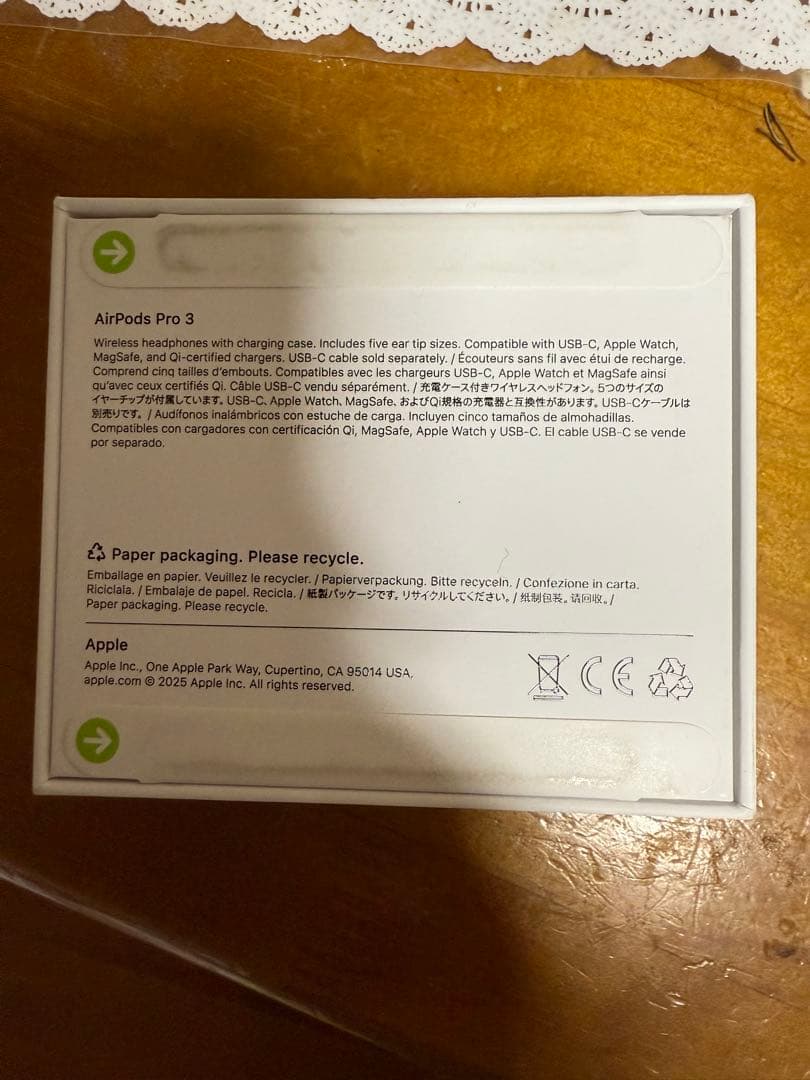 AirPods Pro 3
Wireless headphones with charging case. Includes five ear tip sizes. Compatible with USB-C, Apple Watch,
MagSafe, and Qi-certified chargers. USB-C cable sold separately. / Écouteurs sans fil avec étui de recharge.
Comprend cinq tailles d'embouts. Compatibles avec les chargeurs USB-C, Apple Watch et MagSafe ainsi
qu'avec ceux certifiés Qi. Câble USB-C vendu séparément. / 充電ケース付きワイヤレスヘッドフォン。5つのサイズの
イヤーチップが付属しています。USB-C、Apple Watch、MagSafe、およびQi規格の充電器と互換性があります。USB-Cケーブルは
別売りです。 / Audífonos inalámbricos con estuche de carga. Incluyen cinco tamaños de almohadillas.
Compatibles con cargadores con certificación Qi, MagSafe, Apple Watch y USB-C. El cable USB-C se vende
por separado.
Paper packaging. Please recycle.
Emballage en papier. Veuillez le recycler. / Papierverpackung. Bitte recyceln. / Confezione in carta.
Riciclala. / Embalaje de papel. Recicla. / 紙製パッケージです。リサイクルしてください。 / 纸制包装。请回收。 /
Paper packaging. Please recycle.
Apple
Apple Inc., One Apple Park Way, Cupertino, CA 95014 USA.
apple.com © 2025 Apple Inc. All rights reserved.
CE